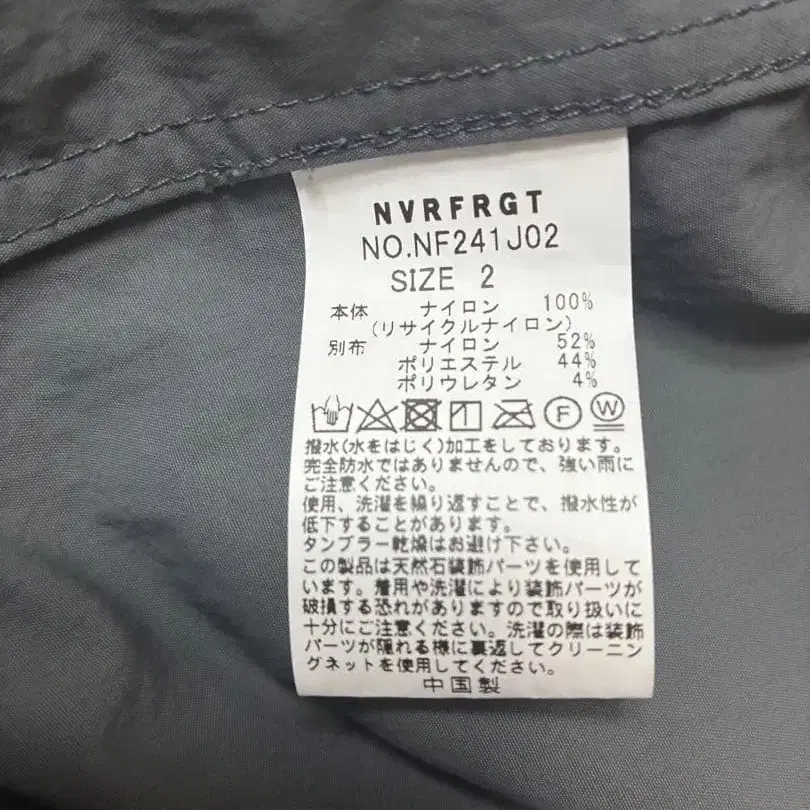 NVRFRGT
NO.NF241J02
SIZE 2
本体 ナイロン 100%
(リサイクルナイロン)
別布 ナイロン 52%
ポリエステル 44%
ポリウレタン 4%
F W
撥水(水をはじく)加工をしております。
完全防水ではありませんので、強い雨に
ご注意ください。
使用、洗濯を繰り返すことで、撥水性が
低下することがあります。
タンブラー乾燥はお避け下さい。
この製品は天然石装飾パーツを使用して
います。着用や洗濯により装飾パーツが
破損する恐れがありますので取り扱いに
十分にご注意ください。洗濯の際は装飾
パーツが隠れる様に裏返してクリーニン
グネットを使用してください。
中国製